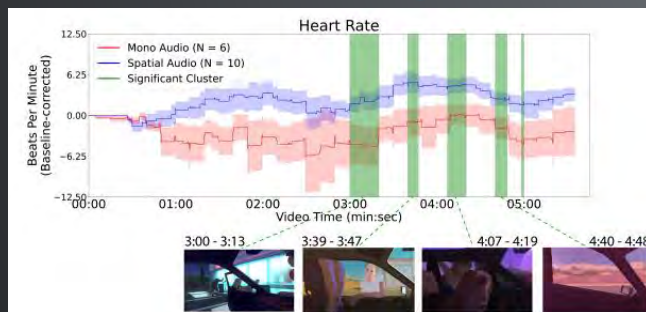 Heart Rate
12.50
6.25
0.00
−6.25
−12.50
Beats Per Minute
(Baseline-corrected)
Mono Audio (N = 6)
Spatial Audio (N = 10)
Significant Cluster
00:00 01:00 02:00 03:00 04:00 05:00
Video Time (min:sec)
3:00 - 3:13 3:39 - 3:47 4:07 - 4:19 4:40 - 4:48